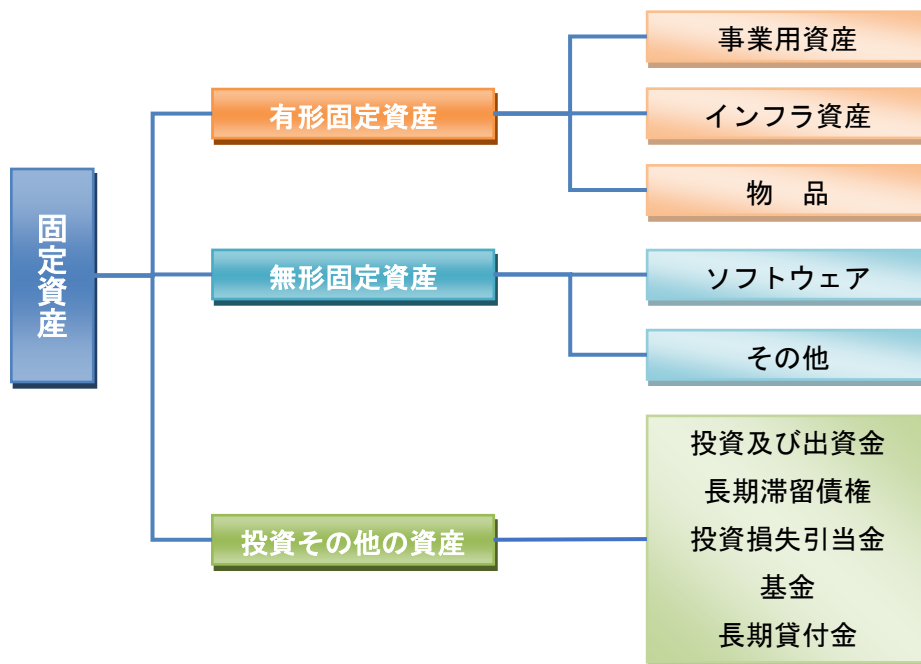 固定資産
有形固定資産
事業用資産
インフラ資産
物　品
無形固定資産
ソフトウェア
その他
投資その他の資産
投資及び出資金
長期滞留債権
投資損失引当金
基金
長期貸付金